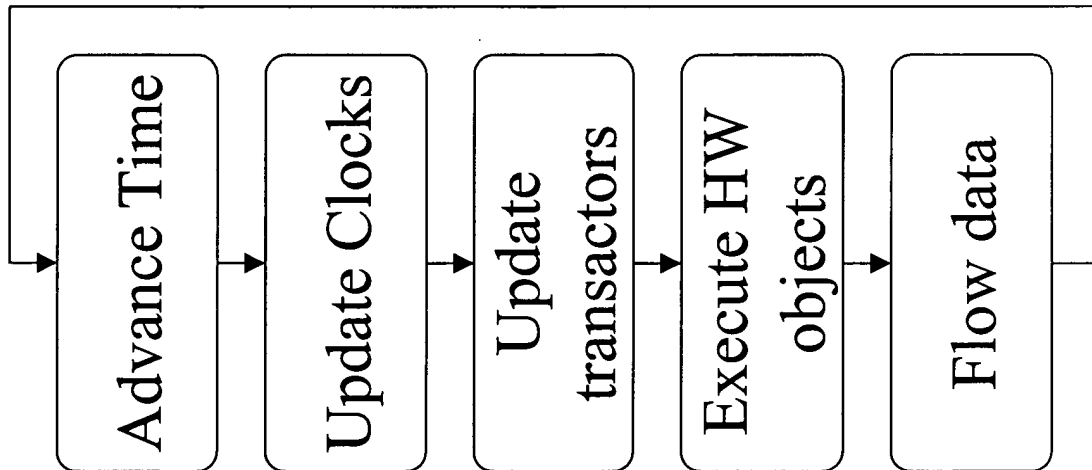 Advance Time
Update Clocks
Update
transactors
Execute HW
objects
Flow data